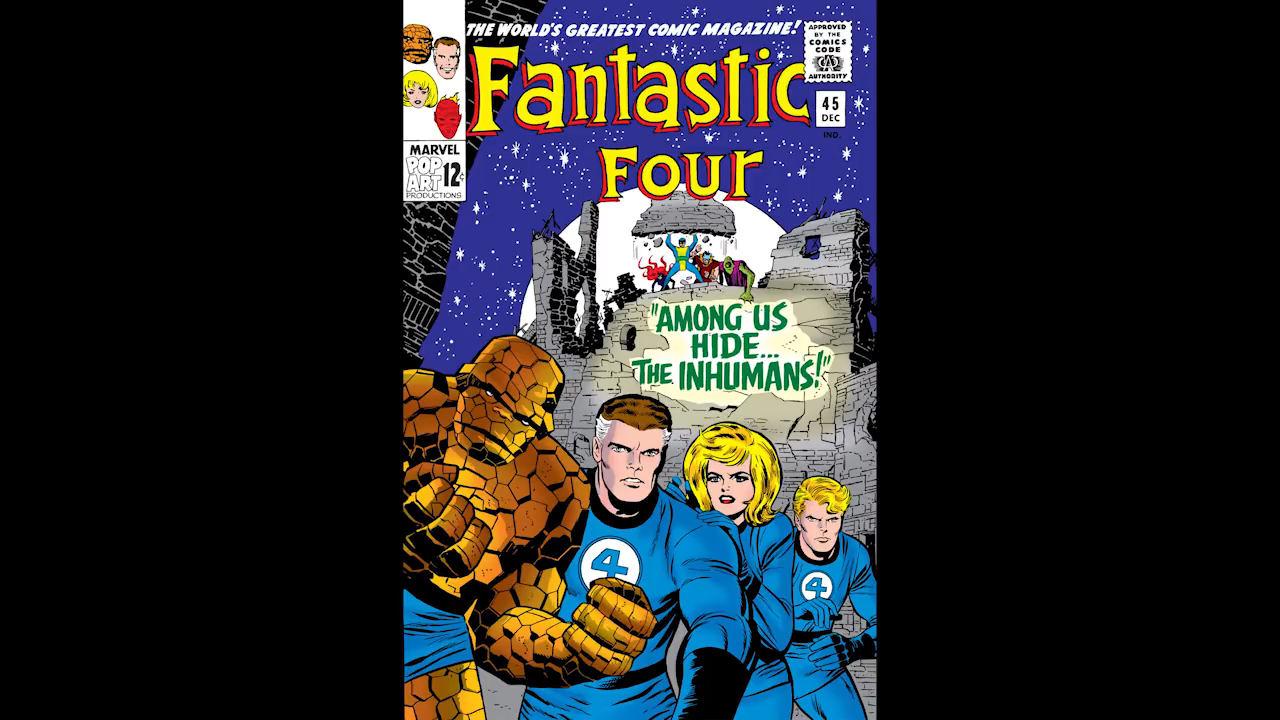 THE WORLD'S GREATEST COMIC MAGAZINE!
FANTASTIC
FOUR
APPROVED
BY THE
COMICS
CODE
CA
AUTHORITY
45
DEC
IND.
MARVEL
POP
ART
12¢
PRODUCTIONS
"AMONG US
HIDE...
THE INHUMANS!"
4
4